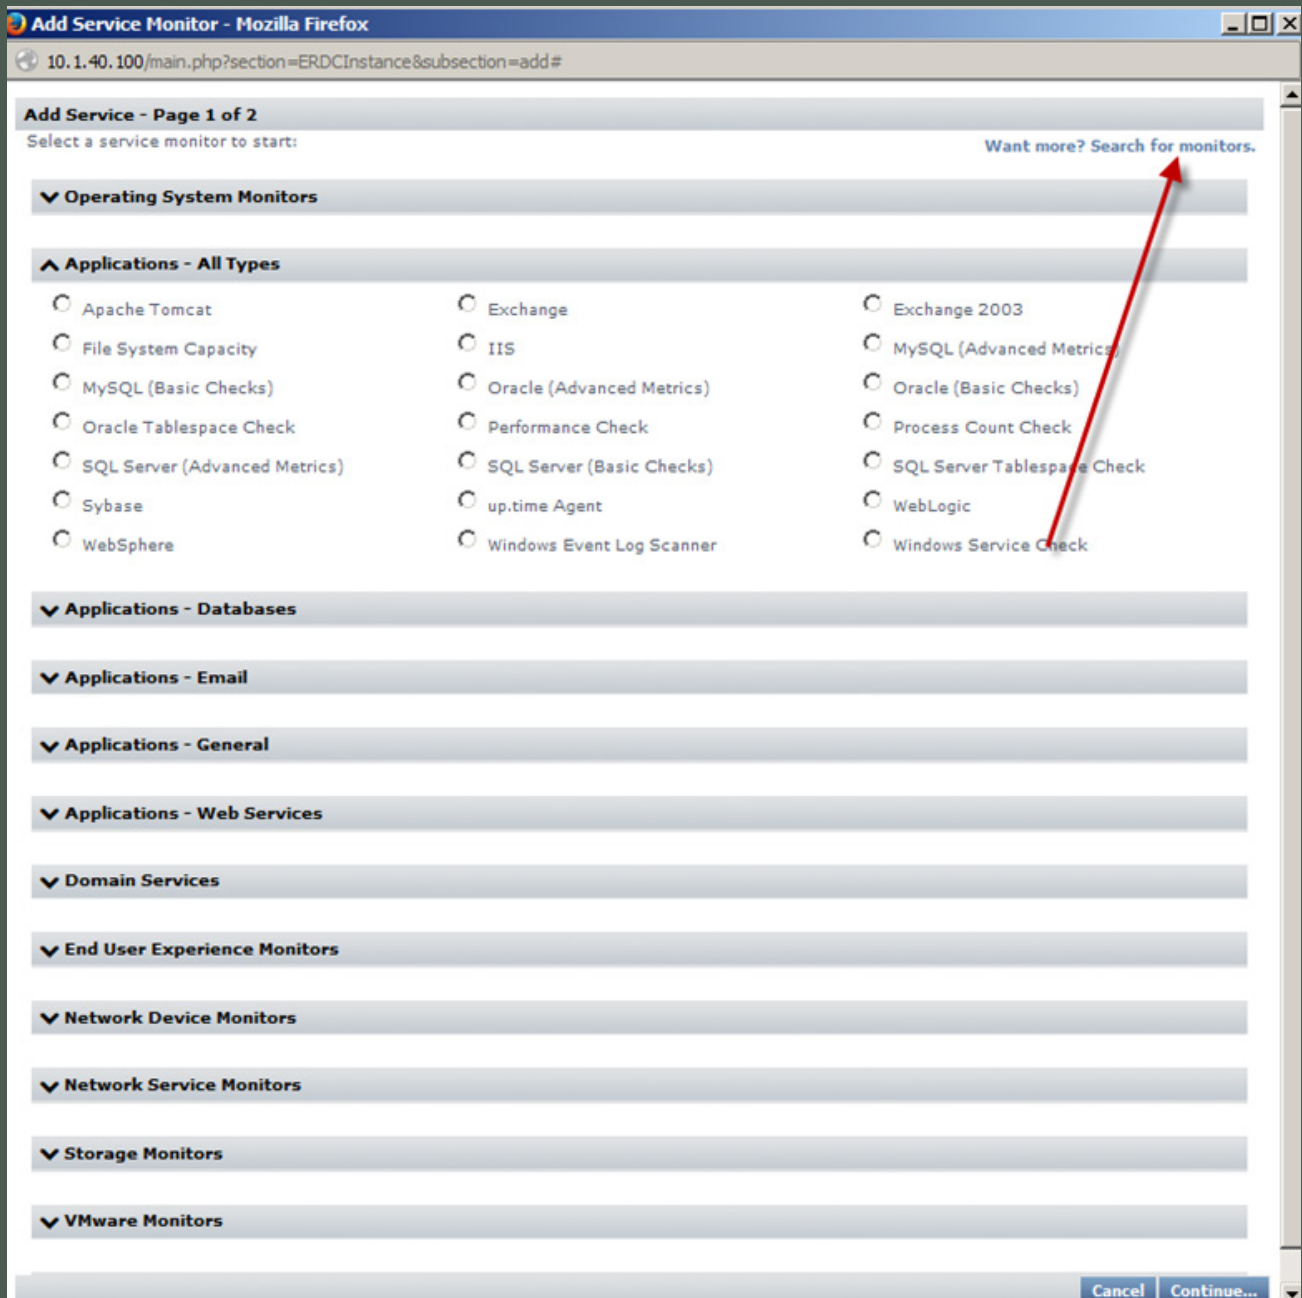 Add Service Monitor - Mozilla Firefox
10.1.40.100/main.php?section=ERDCInstance&subsection=add#
Add Service - Page 1 of 2
Select a service monitor to start:
Want more? Search for monitors.
Operating System Monitors
Applications - All Types
Apache Tomcat Exchange Exchange 2003
File System Capacity IIS MySQL (Advanced Metrics)
MySQL (Basic Checks) Oracle (Advanced Metrics) Oracle (Basic Checks)
Oracle Tablespace Check Performance Check Process Count Check
SQL Server (Advanced Metrics) SQL Server (Basic Checks) SQL Server Tablespace Check
Sybase up.time Agent WebLogic
WebSphere Windows Event Log Scanner Windows Service Check
Applications - Databases
Applications - Email
Applications - General
Applications - Web Services
Domain Services
End User Experience Monitors
Network Device Monitors
Network Service Monitors
Storage Monitors
VMware Monitors
Cancel Continue...